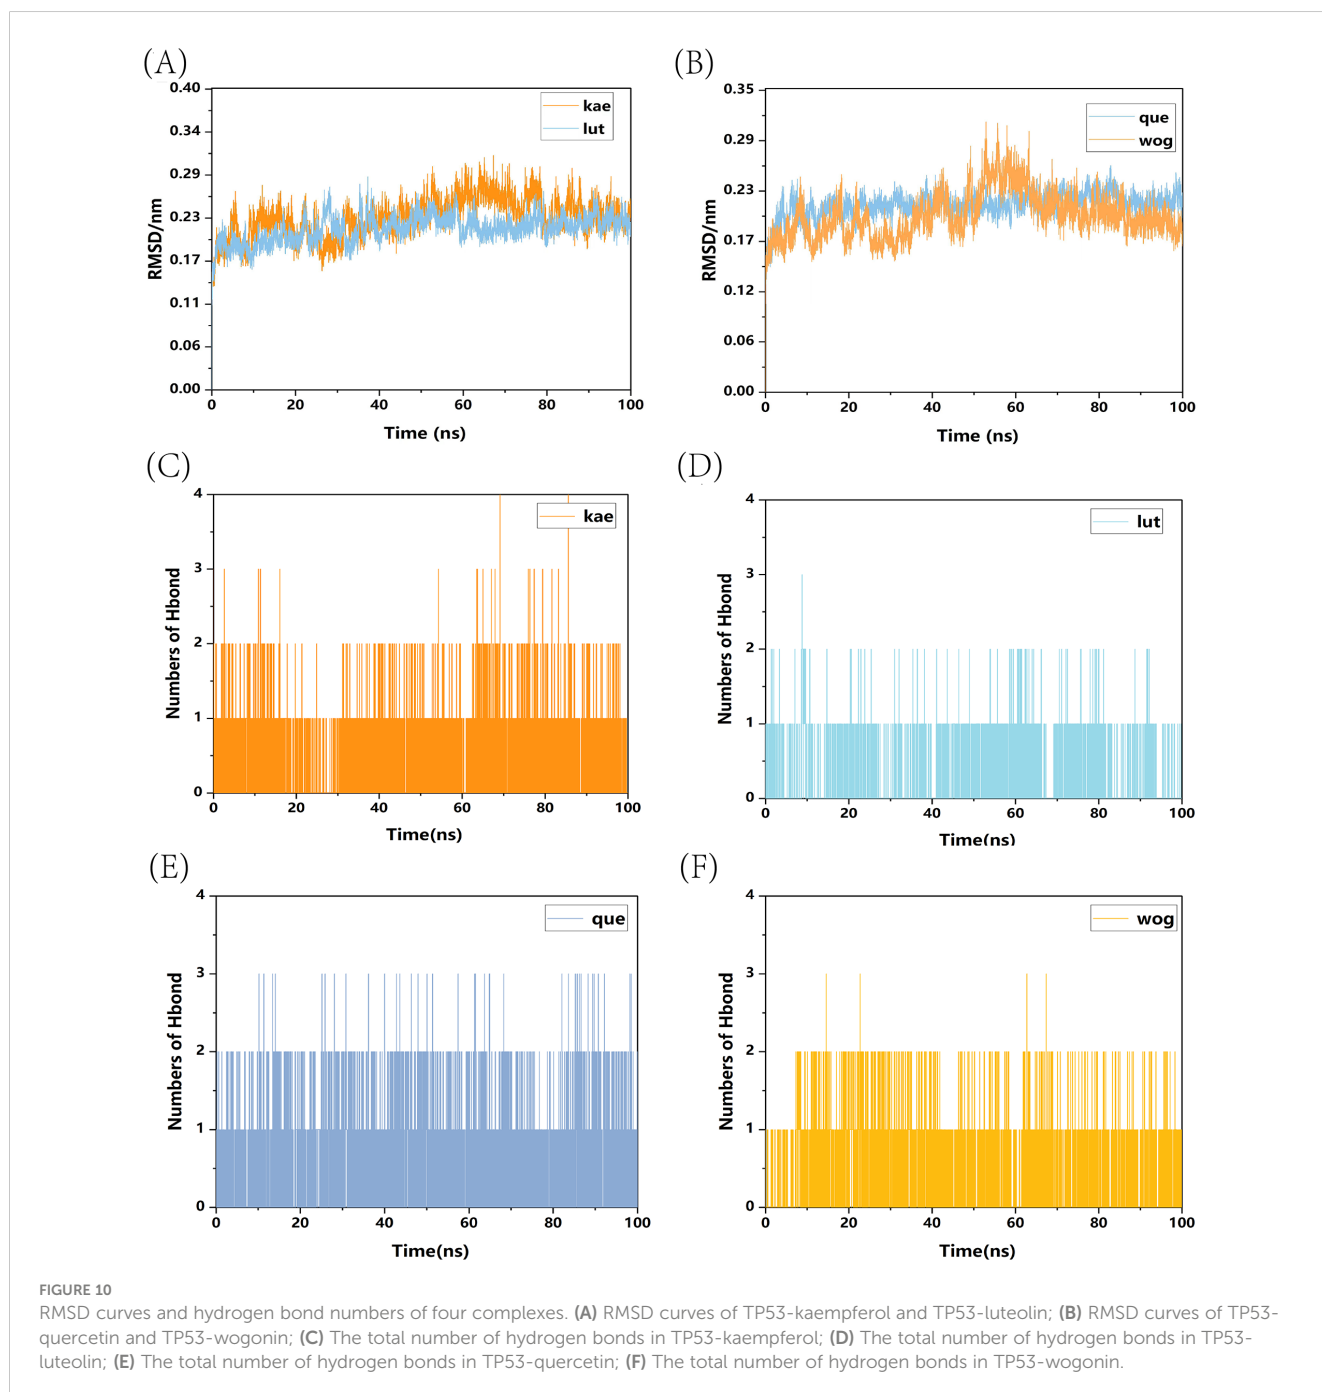 (A)
0.40
0.34
0.29
0.23
0.17
0.11
0.06
0.00
RMSD/nm
kae
lut
0 20 40 60 80 100
Time (ns)
(B)
0.35
0.29
0.23
0.17
0.12
0.06
0.00
RMSD/nm
que
wog
0 20 40 60 80 100
Time (ns)
(C)
4
3
2
1
0
Numbers of Hbond
kae
0 20 40 60 80 100
Time(ns)
(D)
4
3
2
1
0
Numbers of Hbond
lut
0 20 40 60 80 100
Time(ns)
(E)
4
3
2
1
0
Numbers of Hbond
que
0 20 40 60 80 100
Time(ns)
(F)
4
3
2
1
0
Numbers of Hbond
wog
0 20 40 60 80 100
Time(ns)
FIGURE 10
RMSD curves and hydrogen bond numbers of four complexes. (A) RMSD curves of TP53-kaempferol and TP53-luteolin; (B) RMSD curves of TP53-
quercetin and TP53-wogonin; (C) The total number of hydrogen bonds in TP53-kaempferol; (D) The total number of hydrogen bonds in TP53-
luteolin; (E) The total number of hydrogen bonds in TP53-quercetin; (F) The total number of hydrogen bonds in TP53-wogonin.